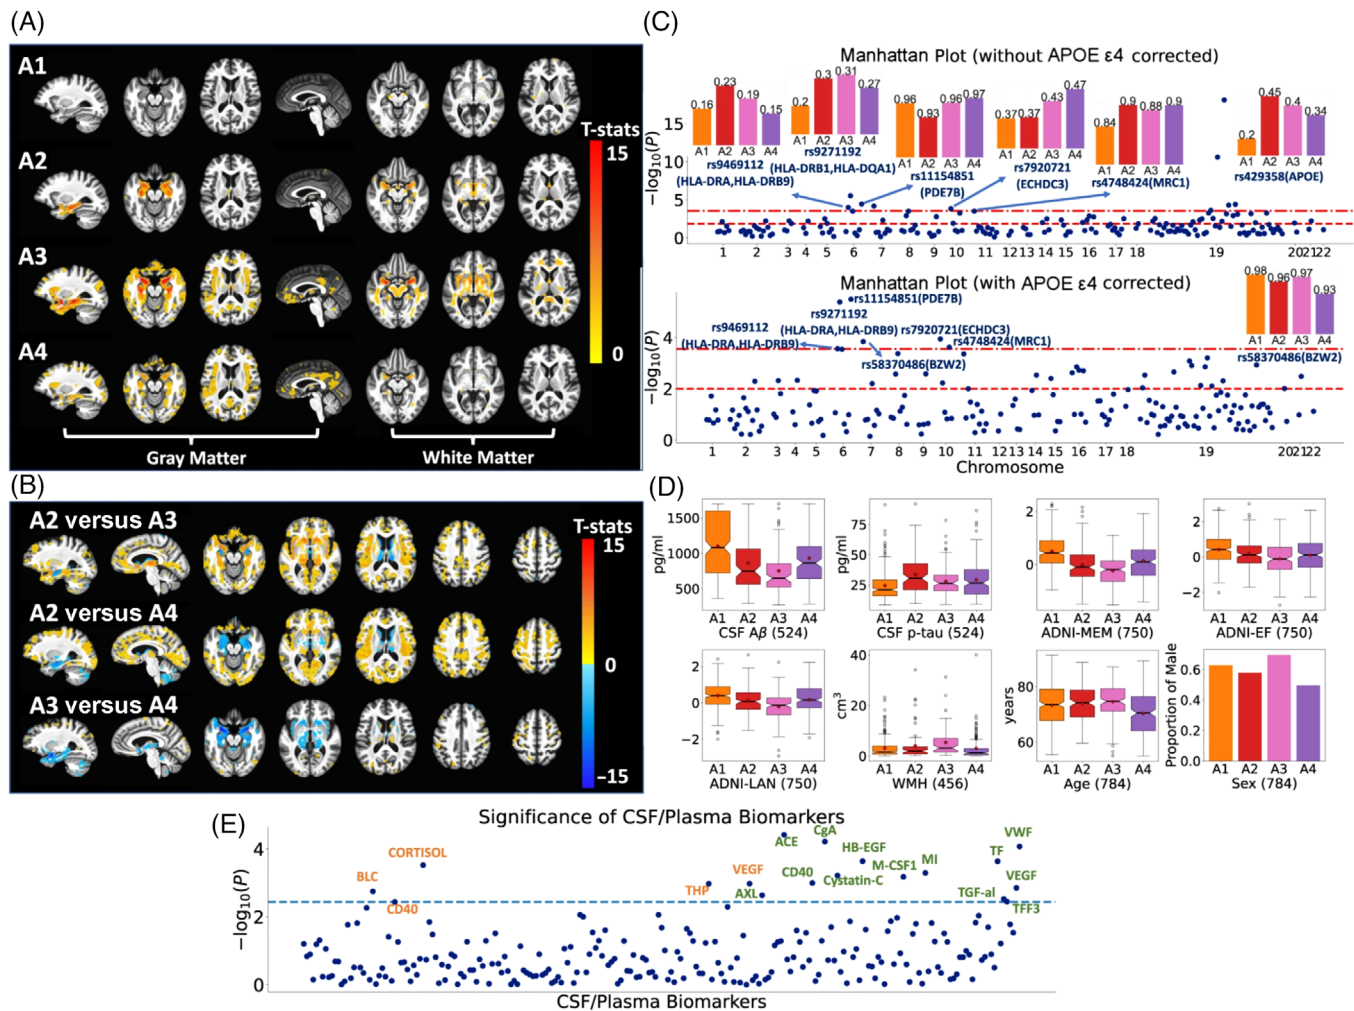 (A)
A1
A2
A3
A4
T-stats
15
0
Gray Matter
White Matter
(B)
A2 versus A3
A2 versus A4
A3 versus A4
T-stats
15
0
−15
(C)
Manhattan Plot (without APOE ε4 corrected)
−log10(P)
15
10
5
0
0.16
0.23
0.19
0.15
A1 A2 A3 A4
rs9469112
(HLA-DRA,HLA-DRB9)
0.2
0.3
0.31
0.27
A1 A2 A3 A4
rs9271192
(HLA-DRB1,HLA-DQA1)
0.96
0.93
0.96
0.97
A1 A2 A3 A4
rs11154851
(PDE7B)
0.37
0.37
0.43
0.47
A1 A2 A3 A4
rs7920721
(ECHDC3)
0.84
0.9
0.88
0.9
A1 A2 A3 A4
rs4748424(MRC1)
0.2
0.45
0.4
0.34
A1 A2 A3 A4
rs429358(APOE)
1 2 3 4 5 6 7 8 9 10 11 12 13 14 15 16 17 18 19 20 21 22
Manhattan Plot (with APOE ε4 corrected)
−log10(P)
4
2
0
rs11154851(PDE7B)
rs9271192
(HLA-DRA,HLA-DRB9)
rs9469112
(HLA-DRA,HLA-DRB9)
rs7920721(ECHDC3)
rs4748424(MRC1)
rs58370486(BZW2)
0.98
0.96
0.97
0.93
A1 A2 A3 A4
rs58370486(BZW2)
1 2 3 4 5 6 7 8 9 10 11 12 13 14 15 16 17 18 19 20 21 22
Chromosome
(D)
pg/ml
1500
1000
500
A1 A2 A3 A4
CSF Aβ (524)
pg/ml
75
50
25
A1 A2 A3 A4
CSF p-tau (524)
2
0
A1 A2 A3 A4
ADNI-MEM (750)
2
0
−2
A1 A2 A3 A4
ADNI-EF (750)
2
0
−2
A1 A2 A3 A4
ADNI-LAN (750)
cm3
40
20
0
A1 A2 A3 A4
WMH (456)
years
80
60
A1 A2 A3 A4
Age (784)
Proportion of Male
0.6
0.4
0.2
0.0
A1 A2 A3 A4
Sex (784)
(E)
Significance of CSF/Plasma Biomarkers
−log10(P)
4
2
0
BLC
CORTISOL
CD40
THP
VEGF
AXL
ACE
CgA
CD40
HB-EGF
Cystatin-C
M-CSF1
MI
TF
VWF
VEGF
TGF-al
TFF3
CSF/Plasma Biomarkers